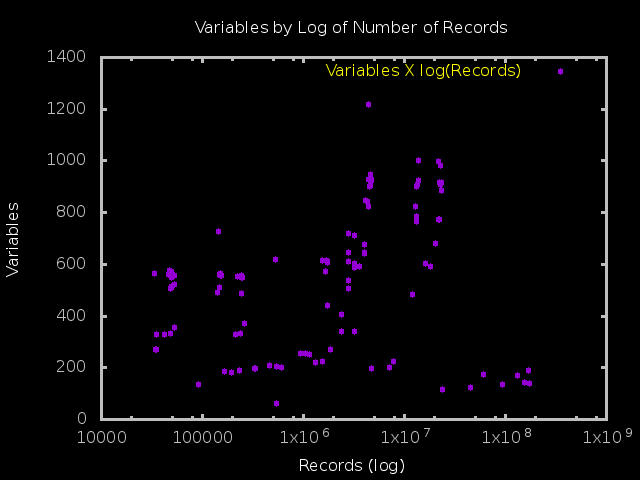 Variables by Log of Number of Records
1400
Variables X log(Records)
1200
1000
800
Variables
600
400
200
0
10000 100000 1x10^6 1x10^7 1x10^8 1x10^9
Records (log)